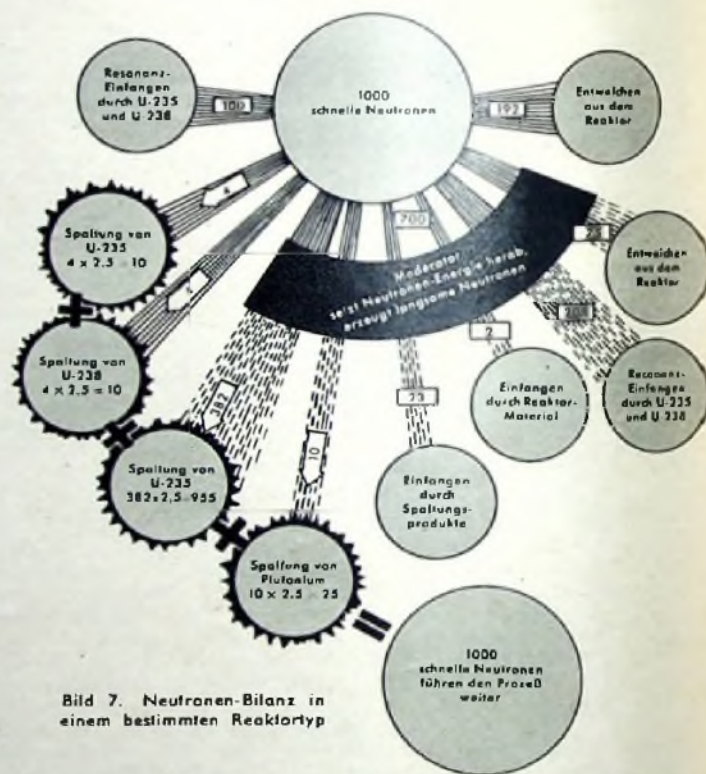 Resonanz-
Einfangen
durch U-235
und U-238
100
1000
schnelle Neutronen
192
Entweichen
aus dem
Reaktor
4
Spaltung von
U-235
4 x 2.5 = 10
700
Moderator
setzt Neutronen-Energie herab,
erzeugt langsame Neutronen
Entweichen
aus dem
Reaktor
Spaltung von
U-238
4 x 2.5 = 10
2
Einfangen
durch Reaktor-
Material
Resonanz-
Einfangen
durch U-235
und U-238
382
Spaltung von
U-235
382 x 2,5 = 955
10
23
Einfangen
durch
Spaltungs-
produkte
Spaltung von
Plutonium
10 x 2.5 = 25
1000
schnelle Neutronen
führen den Prozeß
weiter
Bild 7. Neutronen-Bilanz in
einem bestimmten Reaktortyp